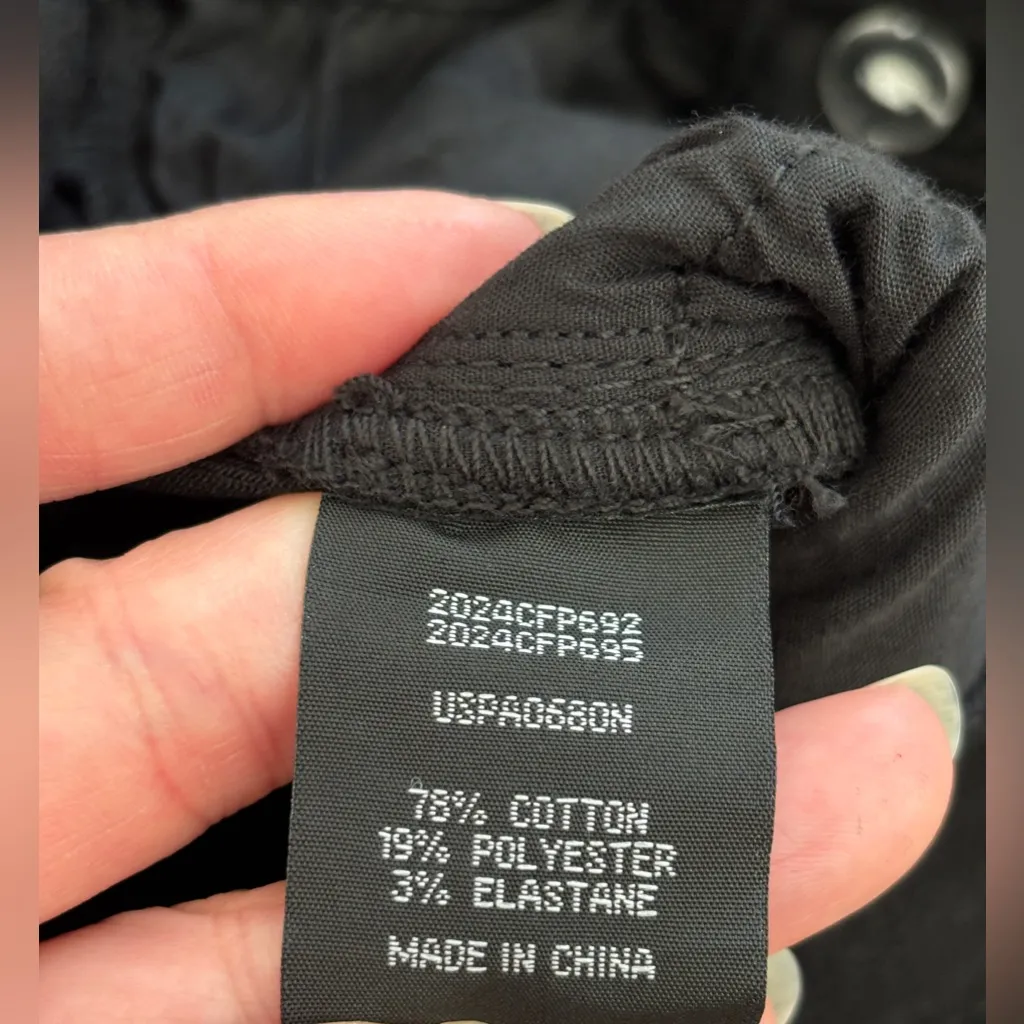 2024CFP692
2024CFP695
USPA0680N
78% COTTON
19% POLYESTER
3% ELASTANE
MADE IN CHINA